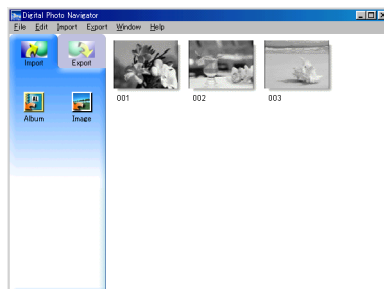 Digital Photo Navigator
File Edit Import Export Window Help
Import Export
Album Image
001 002 003